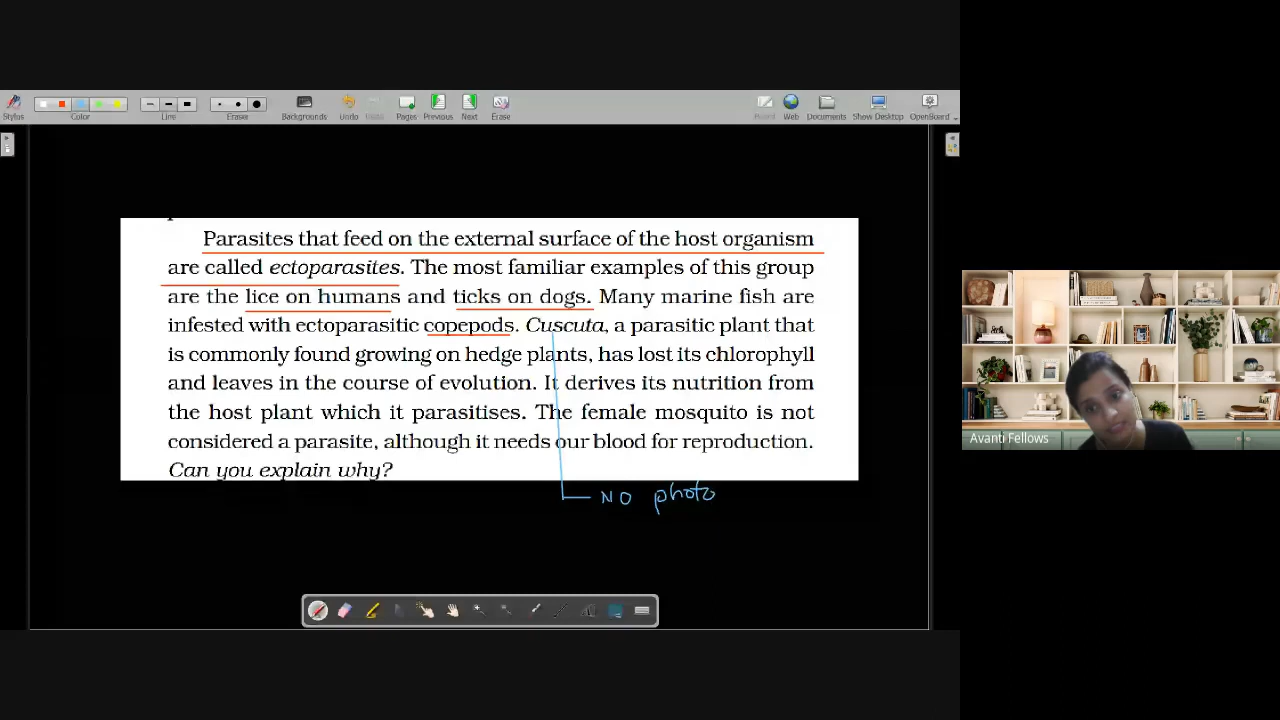 Stylus
Color
Line
Eraser
Backgrounds
Undo
Pages
Previous
Next
Erase
Web
Documents
Show Desktop
OpenBoard
Parasites that feed on the external surface of the host organism
are called ectoparasites. The most familiar examples of this group
are the lice on humans and ticks on dogs. Many marine fish are
infested with ectoparasitic copepods. Cuscuta, a parasitic plant that
is commonly found growing on hedge plants, has lost its chlorophyll
and leaves in the course of evolution. It derives its nutrition from
the host plant which it parasitises. The female mosquito is not
considered a parasite, although it needs our blood for reproduction.
Can you explain why?
NO photo
Avanti Fellows